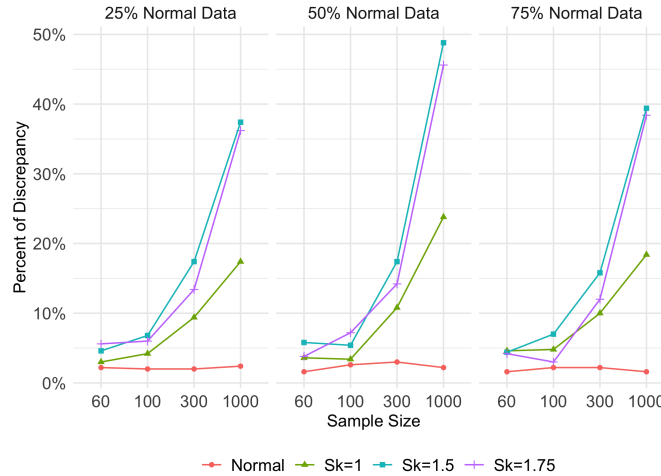 25% Normal Data 50% Normal Data 75% Normal Data
50%
40%
30%
20%
10%
0%
Percent of Discrepancy
60 100 300 1000 60 100 300 1000 60 100 300 1000
Sample Size
Normal Sk=1 Sk=1.5 Sk=1.75